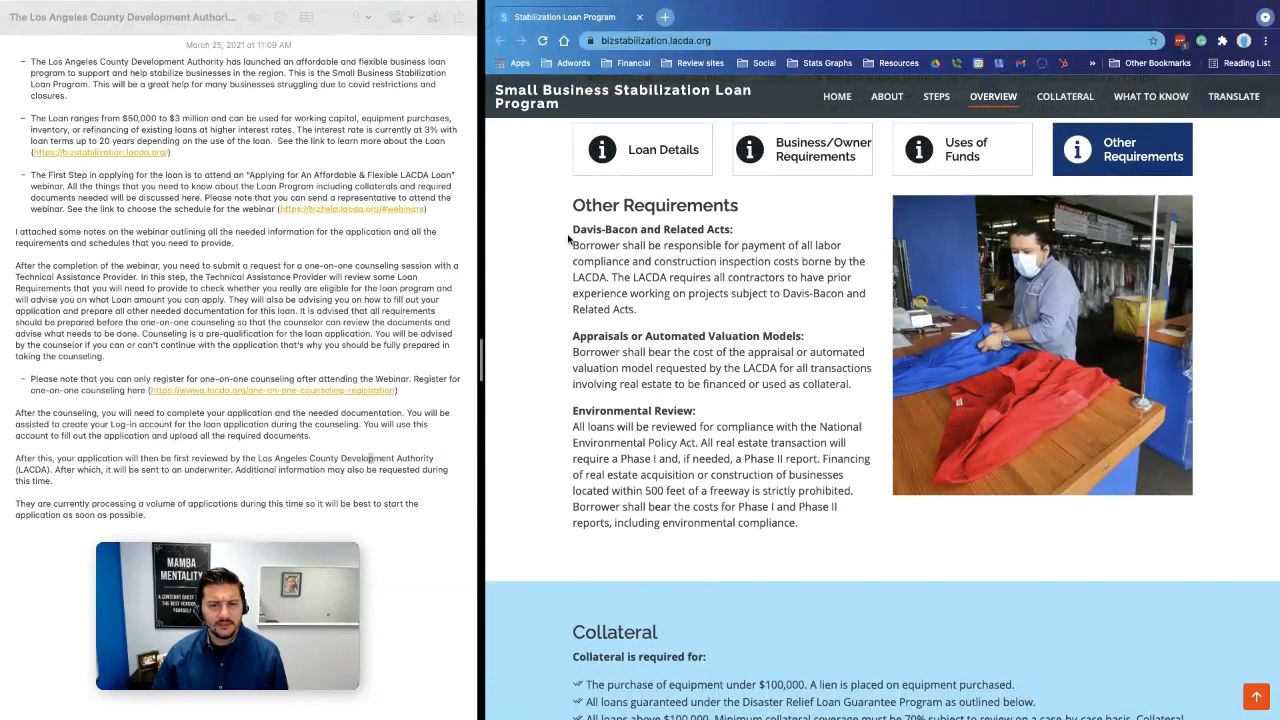 The Los Angeles County Development Authori...
March 25, 2021 at 11:09 AM
– The Los Angeles County Development Authority has launched an affordable and flexible business loan
program to support and help stabilize businesses in the region. This is the Small Business Stabilization
Loan Program. This will be a great help for many businesses struggling due to covid restrictions and
closures.
– The Loan ranges from $50,000 to $3 million and can be used for working capital, equipment purchases,
inventory, or refinancing of existing loans at higher interest rates. The interest rate is currently at 3% with
loan terms up to 20 years depending on the use of the loan. See the link to learn more about the Loan
(https://bizstabilization.lacda.org/)
– The First Step in applying for the loan is to attend an “Applying for An Affordable & Flexible LACDA Loan”
webinar. All the things that you need to know about the Loan Program including collaterals and required
documents needed will be discussed here. Please note that you can send a representative to attend the
webinar. See the link to choose the schedule for the webinar (https://bizhelp.lacda.org/#webinars)
I attached some notes on the webinar outlining all the needed information for the application and all the
requirements and schedules that you need to provide.
After the completion of the webinar, you need to submit a request for a one-on-one counseling session with a
Technical Assistance Provider. In this step, the Technical Assistance Provider will review some Loan
Requirements that you will need to provide to check whether you really are eligible for the loan program and
will advise you on what Loan amount you can apply. They will also be advising you on how to fill out your
application and prepare all other needed documentation for this loan. It is advised that all requirements
should be prepared before the one-on-one counseling so that the counselor can review the documents and
advise what needs to be done. Counseling is a pre-qualification for the loan application. You will be advised
by the counselor if you can or can't continue with the application that's why you should be fully prepared in
taking the counseling.
– Please note that you can only register for one-on-one counseling after attending the Webinar. Register for
one-on-one counseling here (https://wwwa.lacdc.org/one-on-one-counseling-registration)
After the counseling, you will need to complete your application and the needed documentation. You will be
assisted to create your Log-in account for the loan application during the counseling. You will use this
account to fill out the application and upload all the required documents.
After this, your application will then be first reviewed by the Los Angeles County Development Authority
(LACDA). After which, it will be sent to an underwriter. Additional information may also be requested during
this time.
They are currently processing a volume of applications during this time so it will be best to start the
application as soon as possible.
MAMBA
MENTALITY
A CONSTANT QUEST
THE BEST VERSION
YOURSELF
Stabilization Loan Program
bizstabilization.lacda.org
Apps Adwords Financial Review sites Social Stats Graphs Resources » Other Bookmarks Reading List
Small Business Stabilization Loan
Program
HOME ABOUT STEPS OVERVIEW COLLATERAL WHAT TO KNOW TRANSLATE
Loan Details
Business/Owner
Requirements
Uses of
Funds
Other
Requirements
Other Requirements
Davis-Bacon and Related Acts:
Borrower shall be responsible for payment of all labor
compliance and construction inspection costs borne by the
LACDA. The LACDA requires all contractors to have prior
experience working on projects subject to Davis-Bacon and
Related Acts.
Appraisals or Automated Valuation Models:
Borrower shall bear the cost of the appraisal or automated
valuation model requested by the LACDA for all transactions
involving real estate to be financed or used as collateral.
Environmental Review:
All loans will be reviewed for compliance with the National
Environmental Policy Act. All real estate transaction will
require a Phase I and, if needed, a Phase II report. Financing
of real estate acquisition or construction of businesses
located within 500 feet of a freeway is strictly prohibited.
Borrower shall bear the costs for Phase I and Phase II
reports, including environmental compliance.
Collateral
Collateral is required for:
The purchase of equipment under $100,000. A lien is placed on equipment purchased.
All loans guaranteed under the Disaster Relief Loan Guarantee Program as outlined below.
All loans above $100,000. Minimum collateral coverage must be 70% subject to review on a case-by-case basis. Collateral